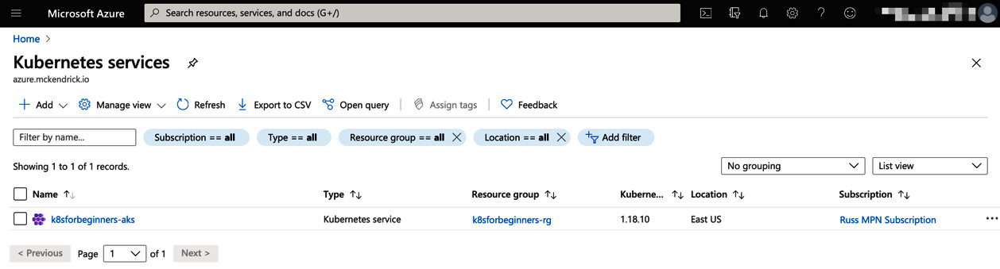 Microsoft Azure Search resources, services, and docs (G+/)
Home >
Kubernetes services
azure.mckendrick.io
Add Manage view Refresh Export to CSV Open query Assign tags Feedback
Filter by name... Subscription == all Type == all Resource group == all Location == all Add filter
Showing 1 to 1 of 1 records. No grouping List view
Name Type Resource group Kuberne... Location Subscription
k8sforbeginners-aks Kubernetes service k8sforbeginners-rg 1.18.10 East US Russ MPN Subscription
< Previous Page 1 of 1 Next >